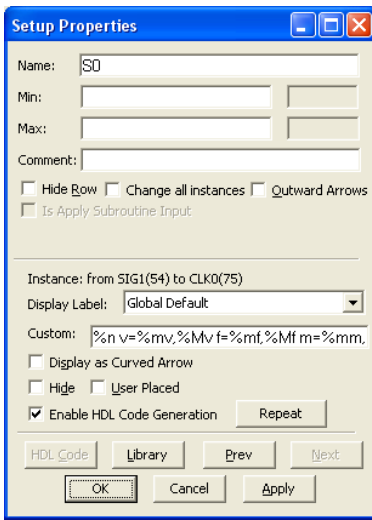 Setup Properties
Name: S0
Min:
Max:
Comment:
Hide Row Change all instances Outward Arrows
Is Apply Subroutine Input
Instance: from SIG1(54) to CLK0(75)
Display Label: Global Default
Custom: %n v=%mv,%Mv f=%mf,%Mf m=%mm,
Display as Curved Arrow
Hide User Placed
Enable HDL Code Generation Repeat
HDL Code Library Prev Next
OK Cancel Apply